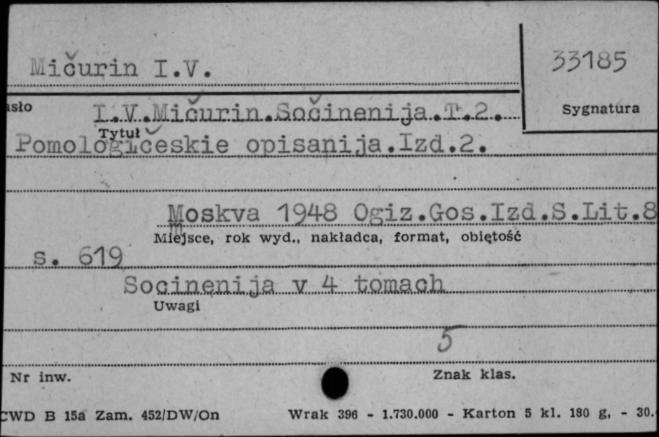 Mičurin I.V.
33185
asło
I.V.Mičurin.Sočinenija.T.2.
Sygnatura
Tytuł
Pomologičeskie opisanija.Izd.2.
Moskva 1948 Ogiz.Gos.Izd.S.Lit.8
Miejsce, rok wyd., nakładca, format, objętość
s. 619
Socinenija v 4 tomach
Uwagi
5
Nr inw.
Znak klas.
CWD B 15a Zam. 452/DW/On Wrak 396 - 1.730.000 - Karton 5 kl. 180 g, - 30.